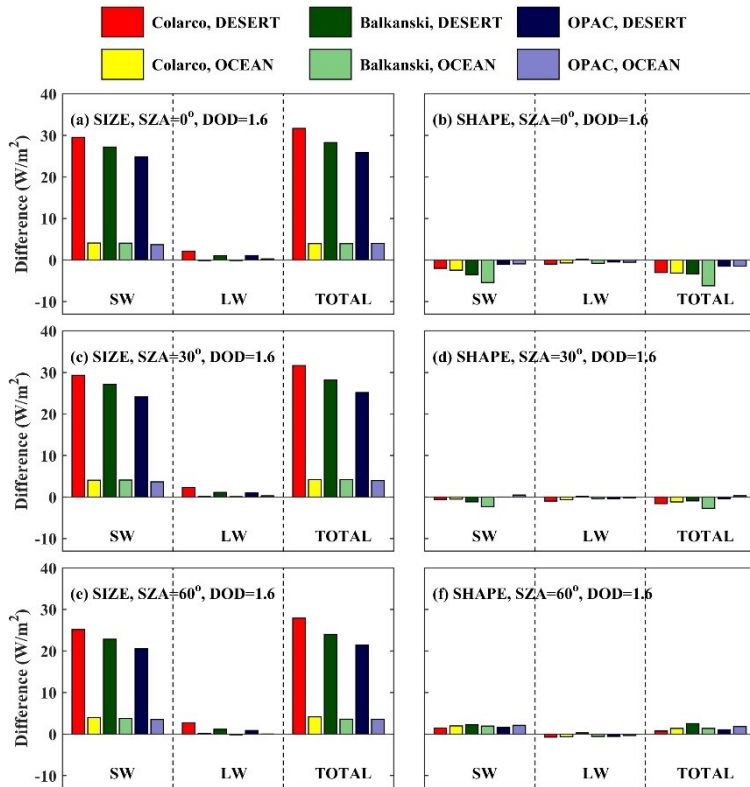 Colarco, DESERT Balkanski, DESERT OPAC, DESERT
Colarco, OCEAN Balkanski, OCEAN OPAC, OCEAN
(a) SIZE, SZA=0°, DOD=1.6
(b) SHAPE, SZA=0°, DOD=1.6
Difference (W/m²)
40
30
20
10
0
-10
SW LW TOTAL
SW LW TOTAL
(c) SIZE, SZA=30°, DOD=1.6
(d) SHAPE, SZA=30°, DOD=1.6
Difference (W/m²)
40
30
20
10
0
-10
SW LW TOTAL
SW LW TOTAL
(e) SIZE, SZA=60°, DOD=1.6
(f) SHAPE, SZA=60°, DOD=1.6
Difference (W/m²)
40
30
20
10
0
-10
SW LW TOTAL
SW LW TOTAL